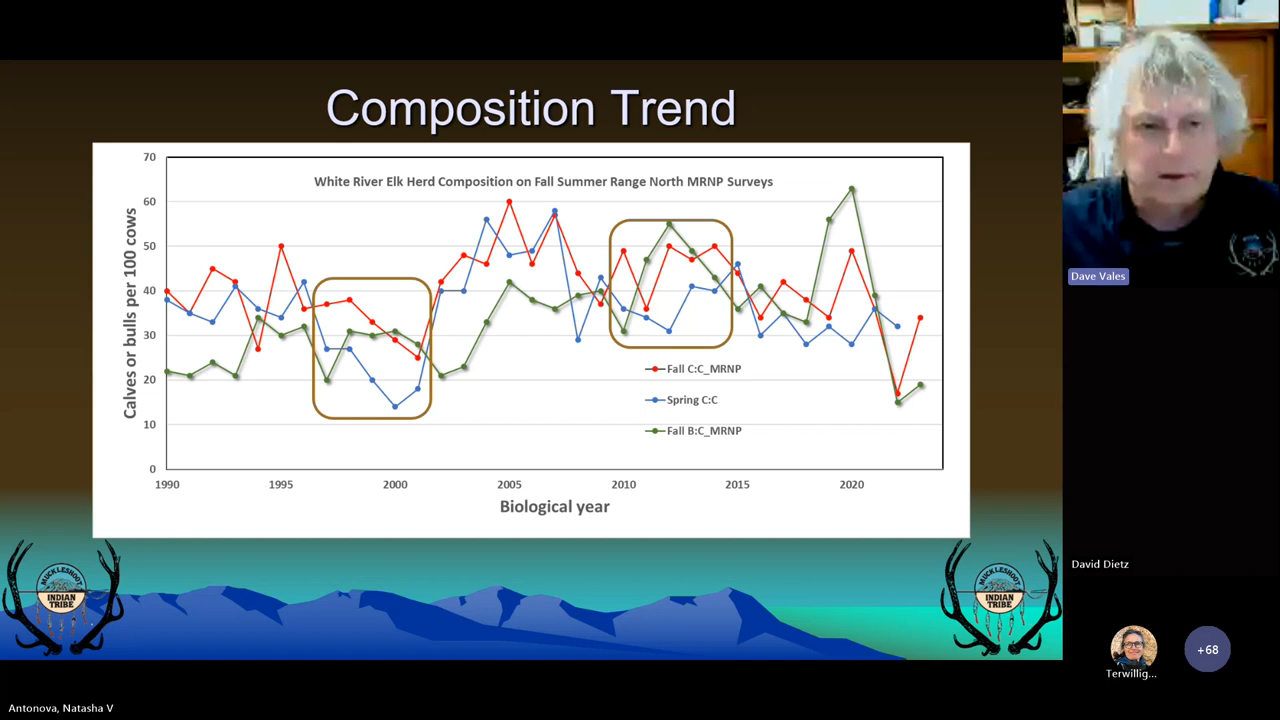 Composition Trend
White River Elk Herd Composition on Fall Summer Range North MRNP Surveys
Calves or bulls per 100 cows
70
60
50
40
30
20
10
0
Fall C:C_MRNP
Spring C:C
Fall B:C_MRNP
1990
1995
2000
2005
2010
2015
2020
Biological year
MUCKLESHOOT
INDIAN
TRIBE
MUCKLESHOOT
INDIAN
TRIBE
Dave Vales
David Dietz
Terwillig...
+68
Antonova, Natasha V